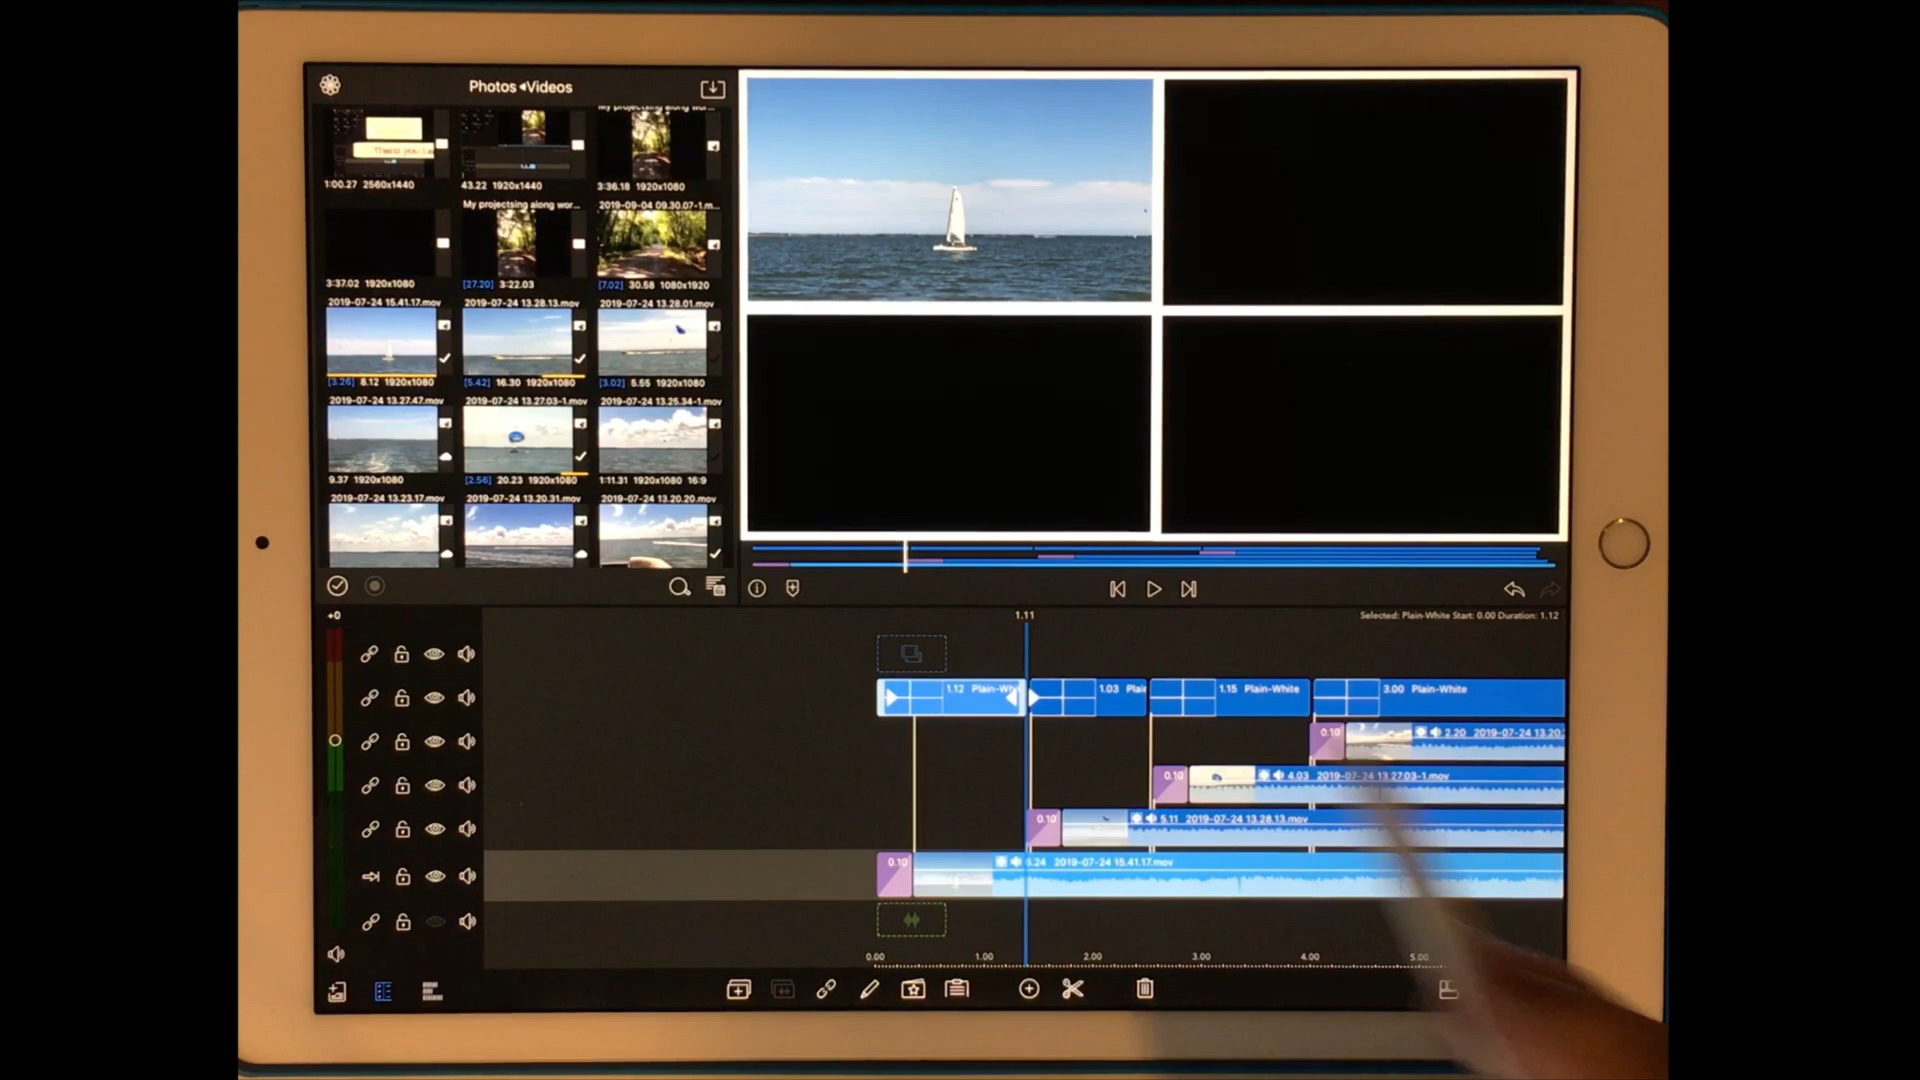 Photos◂Videos
My projectsing along wor...
Thank you
1:00.27 2560x1440
43.22 1920x1440
3:36.18 1920x1080
My projectsing along wor...
2019-09-04 09.30.07-1.m...
3:37.02 1920x1080
[27.20] 3:22.03
[7.02] 30.58 1080x1920
2019-07-24 15.41.17.mov
2019-07-24 13.28.13.mov
2019-07-24 13.28.01.mov
[3.26] 8.12 1920x1080
[5.42] 16.30 1920x1080
[3.02] 5.55 1920x1080
2019-07-24 13.27.47.mov
2019-07-24 13.27.03-1.mov
2019-07-24 13.25.34-1.mov
9.37 1920x1080
[2.56] 20.23 1920x1080
1:11.31 1920x1080 16:9
2019-07-24 13.23.17.mov
2019-07-24 13.20.31.mov
2019-07-24 13.20.20.mov
+0
1.11
Selected: Plain-White Start: 0.00 Duration: 1.12
1.12 Plain-Whi
1.03 Plai
1.15 Plain-White
3.00 Plain-White
0.10
2.20 2019-07-24 13.20.
0.10
4.03 2019-07-24 13.27.03-1.mov
0.10
5.11 2019-07-24 13.28.13.mov
0.10
6.24 2019-07-24 15.41.17.mov
0.00 1.00 2.00 3.00 4.00 5.00